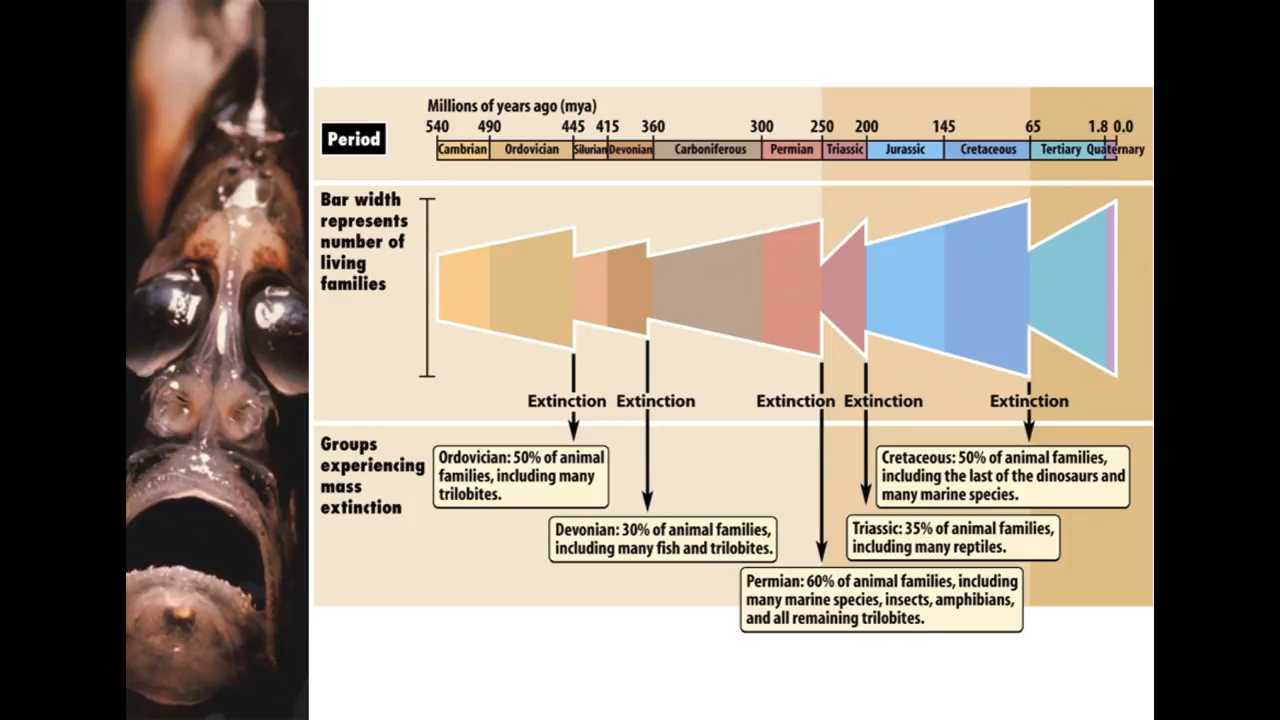 Millions of years ago (mya)
540 490 445 415 360 300 250 200 145 65 1.8 0.0
Period
Cambrian Ordovician Silurian Devonian Carboniferous Permian Triassic Jurassic Cretaceous Tertiary Quaternary
Bar width
represents
number of
living
families
Extinction Extinction Extinction Extinction Extinction
Groups
experiencing
mass
extinction
Ordovician: 50% of animal
families, including many
trilobites.
Cretaceous: 50% of animal families,
including the last of the dinosaurs and
many marine species.
Devonian: 30% of animal families,
including many fish and trilobites.
Triassic: 35% of animal families,
including many reptiles.
Permian: 60% of animal families, including
many marine species, insects, amphibians,
and all remaining trilobites.